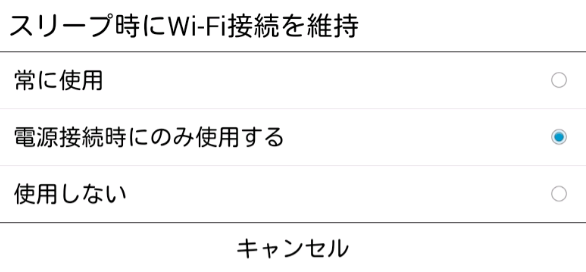 スリープ時にWi-Fi接続を維持
常に使用
電源接続時にのみ使用する
使用しない
キャンセル